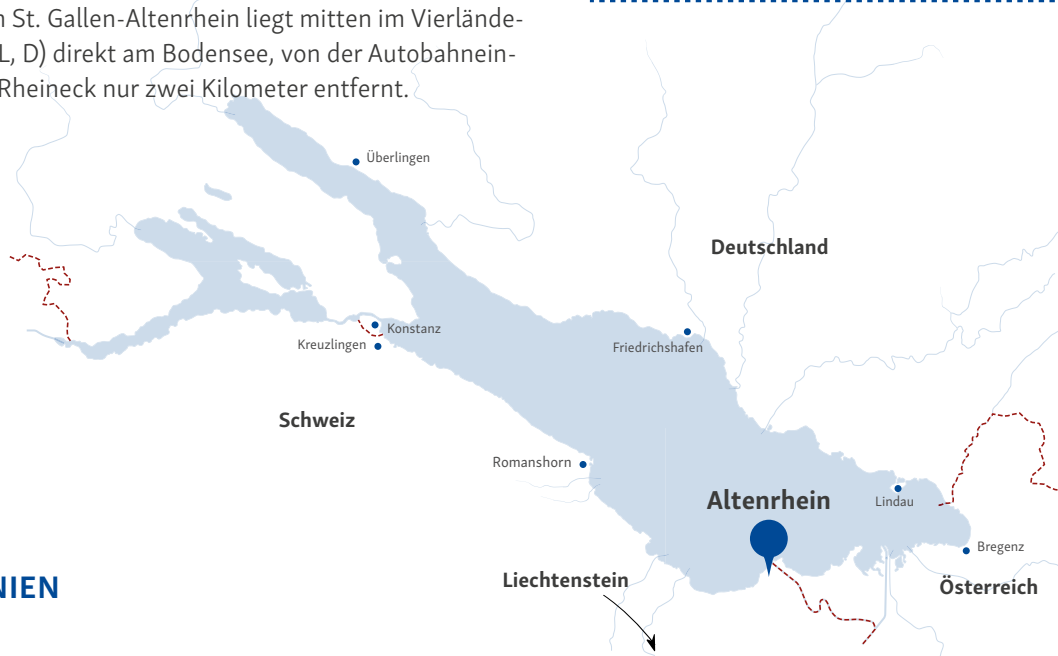 St. Gallen-Altenrhein liegt mitten im Vierlände-
L, D) direkt am Bodensee, von der Autobahnein-
Rheineck nur zwei Kilometer entfernt.
Überlingen
Deutschland
Konstanz
Kreuzlingen
Friedrichshafen
Schweiz
Romanshorn
Altenrhein
Lindau
Bregenz
Liechtenstein
Österreich
NIEN